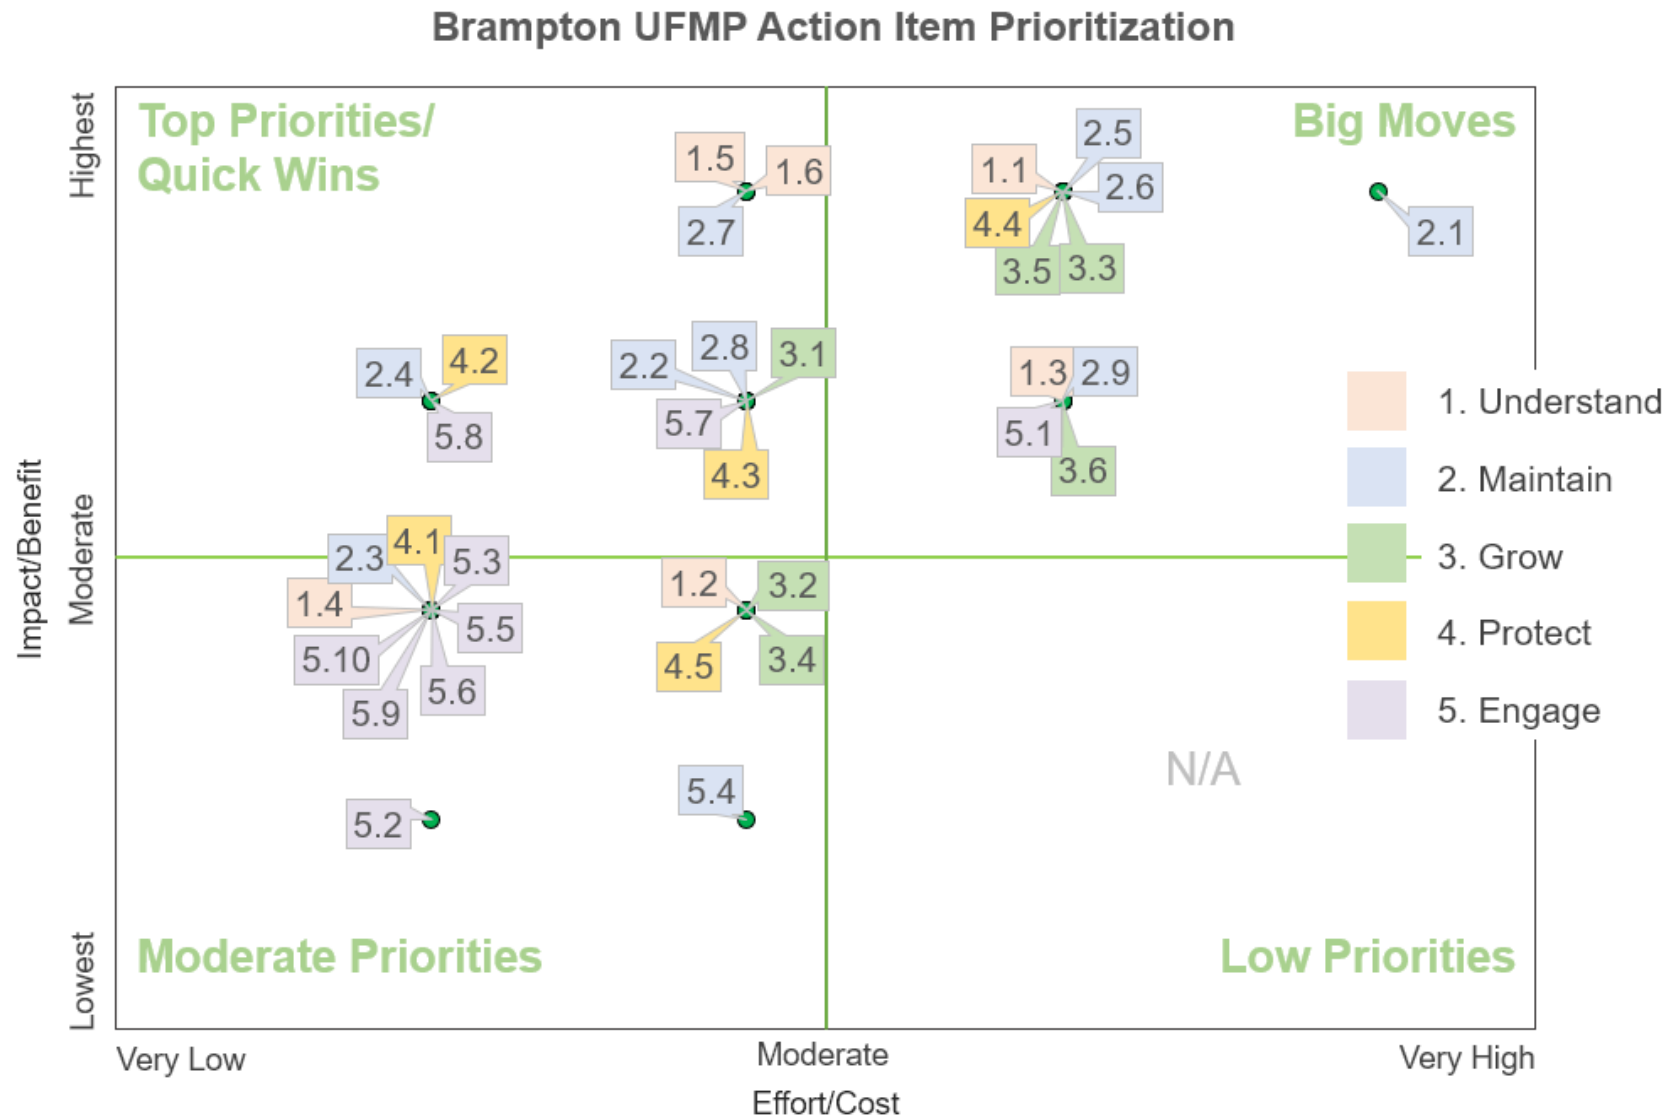 Brampton UFMP Action Item Prioritization
Top Priorities/
Quick Wins
Big Moves
Highest
1.5
1.6
2.7
1.1
2.5
2.6
4.4
3.5
3.3
2.1
2.4
4.2
5.8
2.2
2.8
3.1
5.7
4.3
1.3
2.9
5.1
3.6
1. Understand
2. Maintain
3. Grow
4. Protect
5. Engage
Impact/Benefit
Moderate
2.3
4.1
5.3
1.4
5.5
5.10
5.6
5.9
1.2
3.2
4.5
3.4
5.2
5.4
N/A
Moderate Priorities
Low Priorities
Lowest
Very Low
Moderate
Very High
Effort/Cost